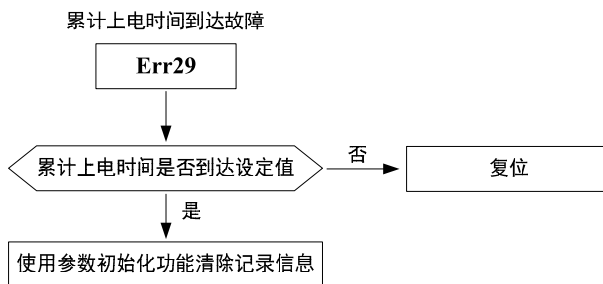 累计上电时间到达故障
Err29
累计上电时间是否到达设定值
否
复位
是
使用参数初始化功能清除记录信息